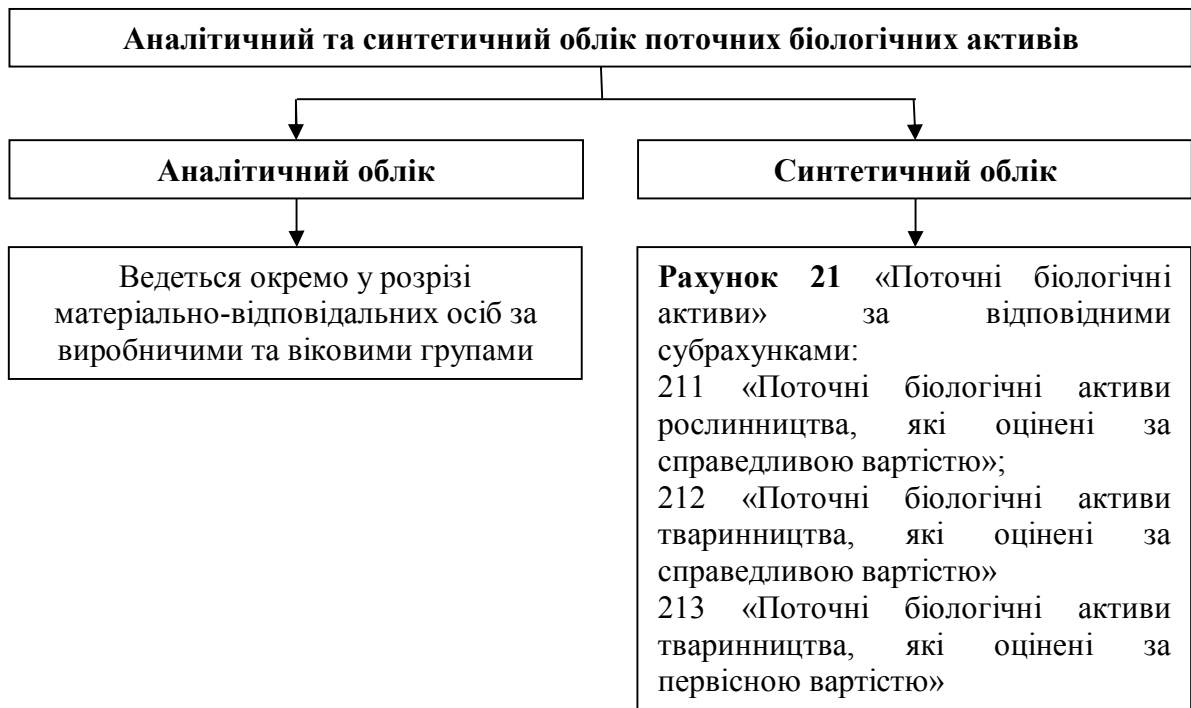 Аналітичний та синтетичний облік поточних біологічних активів
Аналітичний облік
Синтетичний облік
Ведеться окремо у розрізі
матеріально-відповідальних осіб за
виробничими та віковими групами
Рахунок 21 «Поточні біологічні
активи» за відповідними
субрахунками:
211 «Поточні біологічні активи
рослинництва, які оцінені за
справедливою вартістю»;
212 «Поточні біологічні активи
тваринництва, які оцінені за
справедливою вартістю»
213 «Поточні біологічні активи
тваринництва, які оцінені за
первісною вартістю»